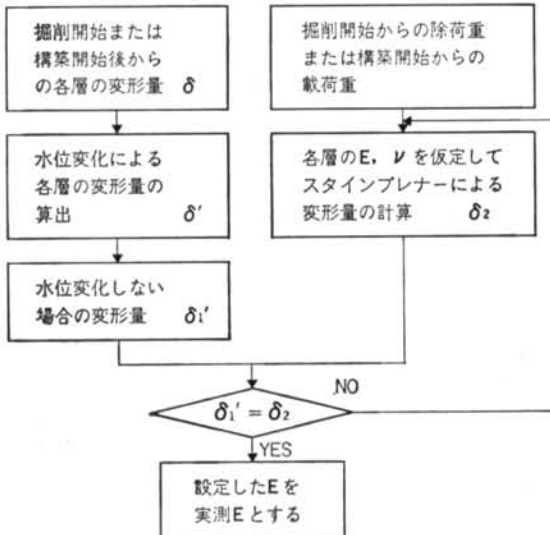 掘削開始または
構築開始後から
の各層の変形量 δ
水位変化による
各層の変形量の
算出 δ'
水位変化しない
場合の変形量 δ₁'
掘削開始からの除荷重
または構築開始からの
載荷重
各層のE, νを仮定して
スタインブレナーによる
変形量の計算 δ₂
δ₁' = δ₂
NO
YES
設定したEを
実測Eとする